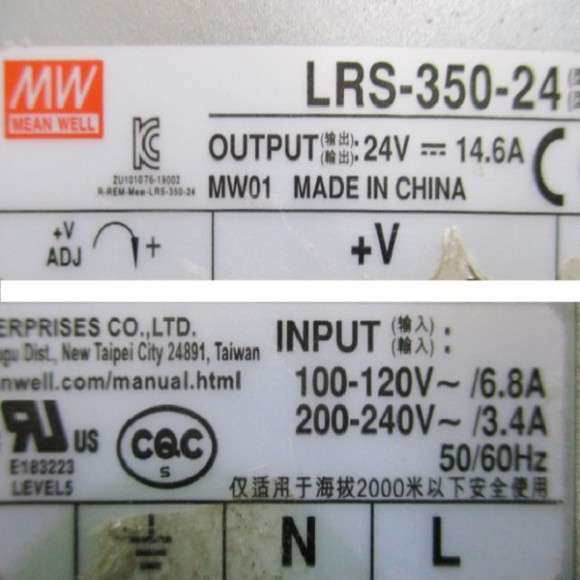 MW
MEAN WELL
LRS-350-24
ZU101076-19002
R-REM-Mew-LRS-350-24
OUTPUT(输出/輸出): 24V ⎓ 14.6A
MW01 MADE IN CHINA
+V ADJ +
+V
ERPRISES CO.,LTD.
ugu Dist., New Taipei City 24891, Taiwan
nwell.com/manual.html
INPUT (输入)(輸入):
100-120V~ /6.8A
200-240V~ /3.4A
50/60Hz
仅适用于海拔2000米以下安全使用
US
E183223
LEVEL5
CQC
S
N
L